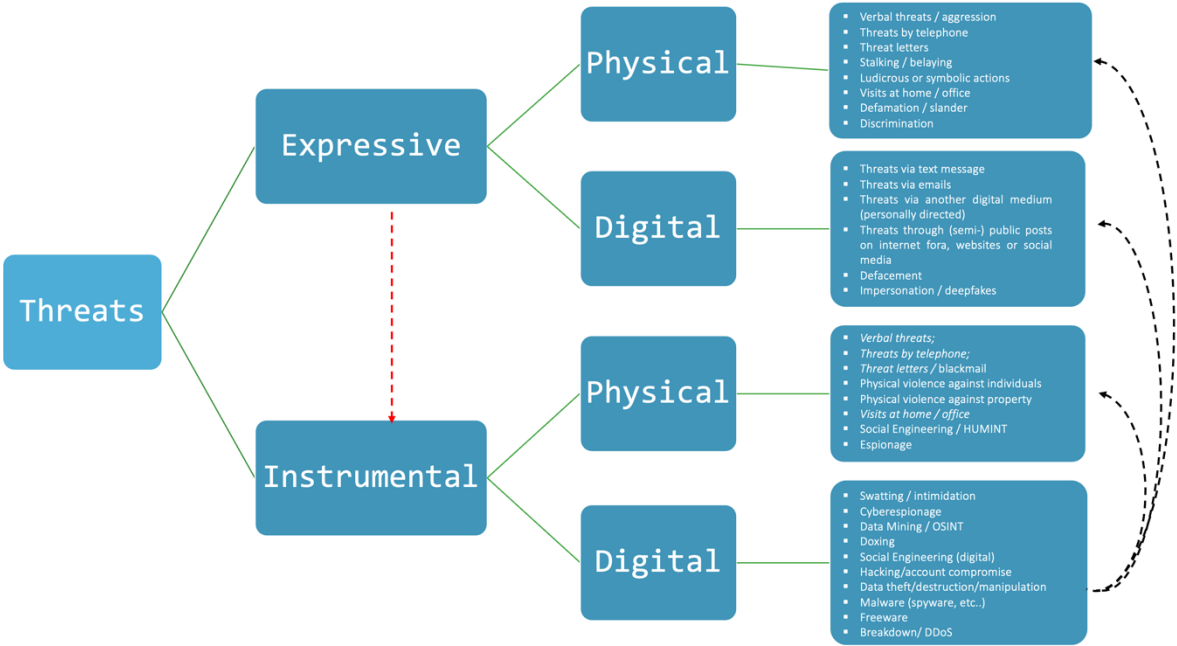 Threats
Expressive
Physical
▪ Verbal threats / aggression
▪ Threats by telephone
▪ Threat letters
▪ Stalking / belaying
▪ Ludicrous or symbolic actions
▪ Visits at home / office
▪ Defamation / slander
▪ Discrimination
Digital
▪ Threats via text message
▪ Threats via emails
▪ Threats via another digital medium
(personally directed)
▪ Threats through (semi-) public posts
on internet fora, websites or social
media
▪ Defacement
▪ Impersonation / deepfakes
Instrumental
Physical
▪ Verbal threats;
▪ Threats by telephone;
▪ Threat letters / blackmail
▪ Physical violence against individuals
▪ Physical violence against property
▪ Visits at home / office
▪ Social Engineering / HUMINT
▪ Espionage
Digital
▪ Swatting / intimidation
▪ Cyberespionage
▪ Data Mining / OSINT
▪ Doxing
▪ Social Engineering (digital)
▪ Hacking/account compromise
▪ Data theft/destruction/manipulation
▪ Malware (spyware, etc..)
▪ Freeware
▪ Breakdown/ DDoS